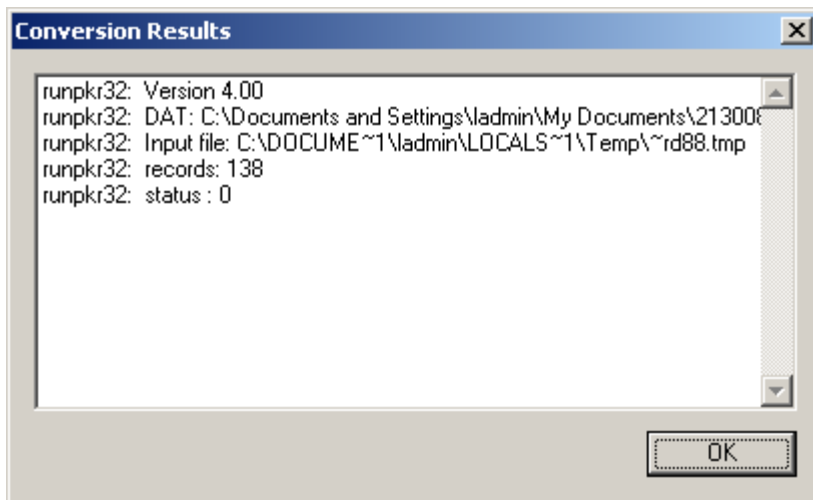 Conversion Results
runpkr32:  Version 4.00
runpkr32:  DAT: C:\Documents and Settings\ladmin\My Documents\213008
runpkr32:  Input file: C:\DOCUME~1\ladmin\LOCALS~1\Temp\~rd88.tmp
runpkr32:  records: 138
runpkr32:  status : 0
OK